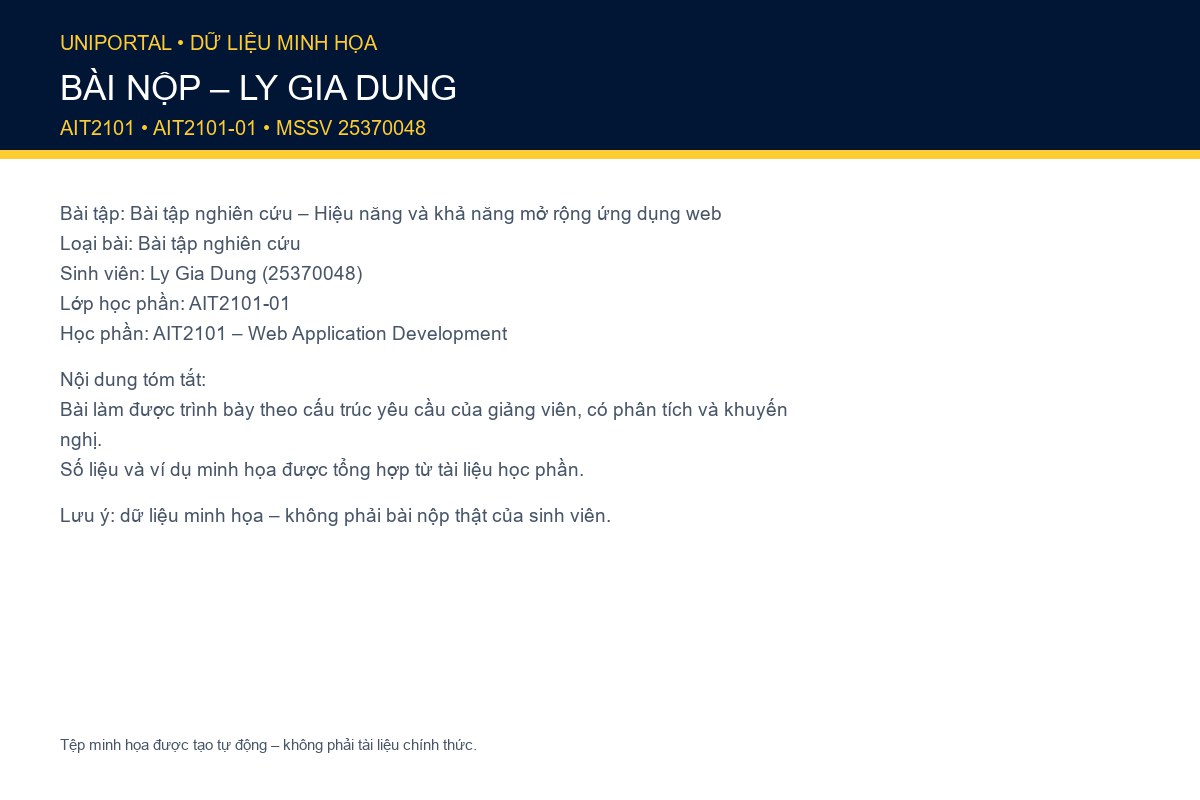 UNIPORTAL • DỮ LIỆU MINH HỌA
BÀI NỘP – LY GIA DUNG
AIT2101 • AIT2101-01 • MSSV 25370048
Bài tập: Bài tập nghiên cứu – Hiệu năng và khả năng mở rộng ứng dụng web
Loại bài: Bài tập nghiên cứu
Sinh viên: Ly Gia Dung (25370048)
Lớp học phần: AIT2101-01
Học phần: AIT2101 – Web Application Development
Nội dung tóm tắt:
Bài làm được trình bày theo cấu trúc yêu cầu của giảng viên, có phân tích và khuyến
nghị.
Số liệu và ví dụ minh họa được tổng hợp từ tài liệu học phần.
Lưu ý: dữ liệu minh họa – không phải bài nộp thật của sinh viên.
Tệp minh họa được tạo tự động – không phải tài liệu chính thức.